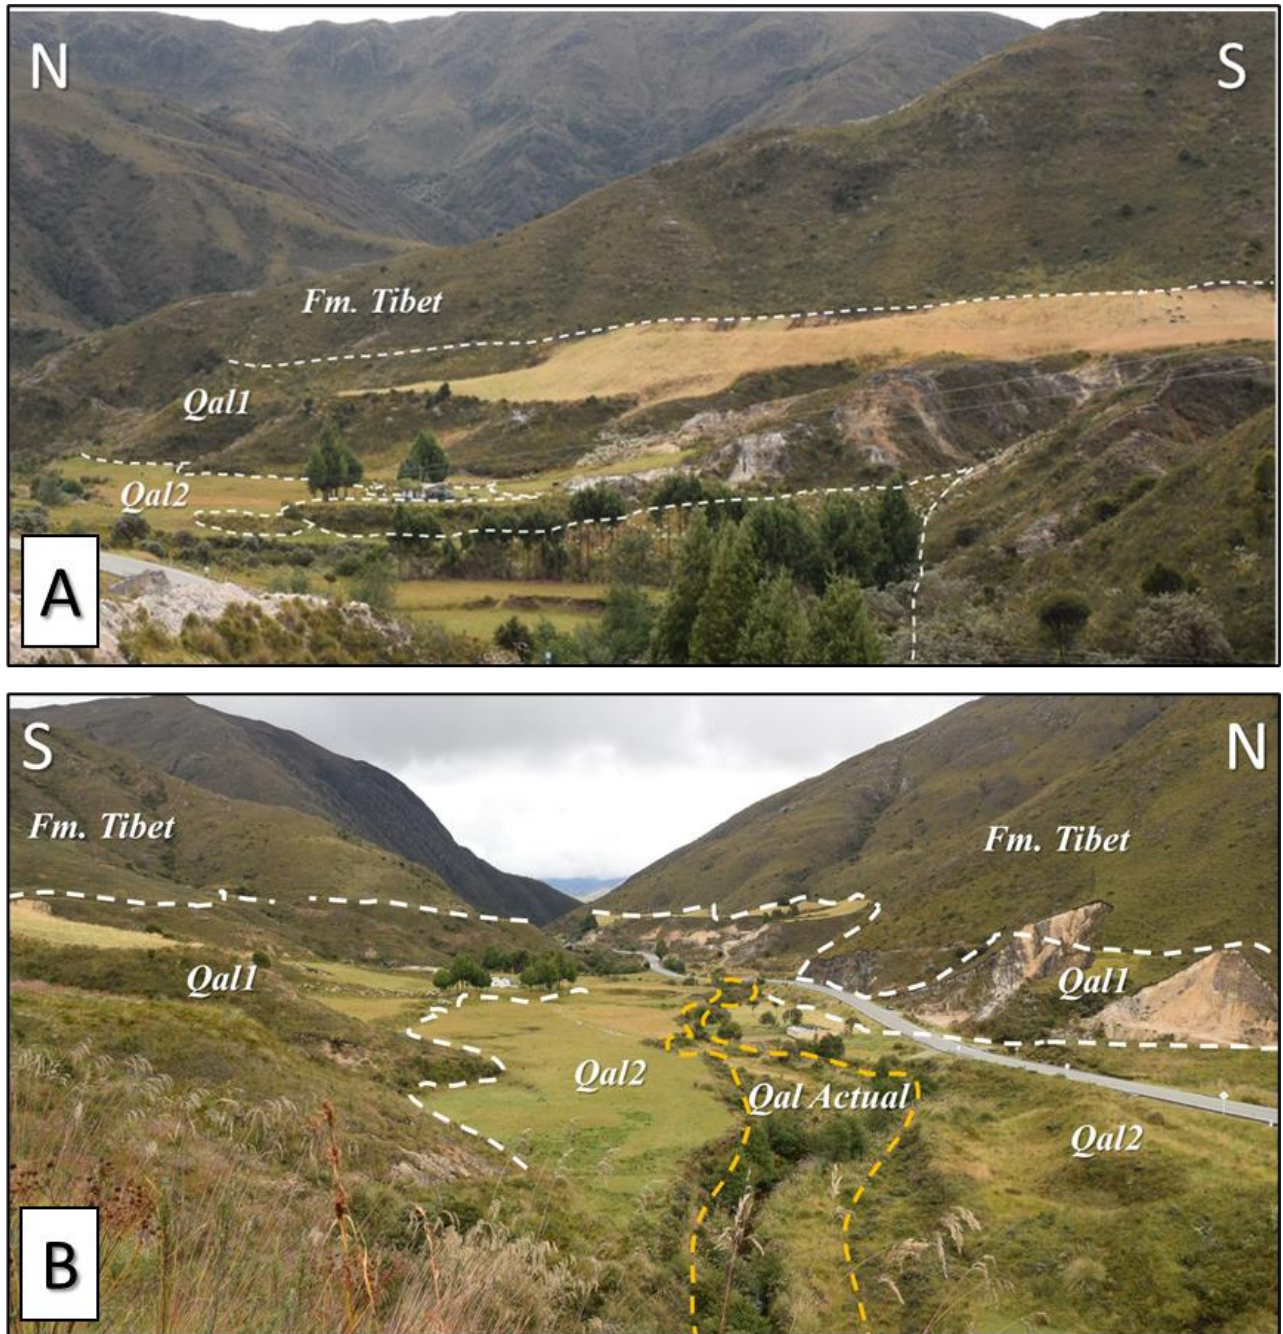 N
S
Fm. Tibet
Qal1
Qal2
A
S
N
Fm. Tibet
Fm. Tibet
Qal1
Qal1
Qal2
Qal Actual
Qal2
B